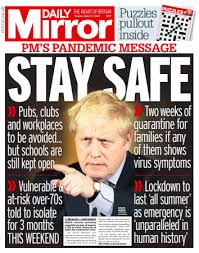 Puzzles
pullout
inside
PUZZLES
DAILY
Mirror
THE HEART OF BRITAIN
PM'S PANDEMIC MESSAGE
STAY SAFE
Pubs, clubs
and workplaces
to be avoided...
but schools are
still kept open
Vulnerable
at-risk over-70s
told to isolate
for 3 months
THIS WEEKEND
Two weeks of
quarantine for
families if any
of them shows
virus symptoms
Lockdown to
last 'all summer'
as emergency is
'unparalleled in
human history'